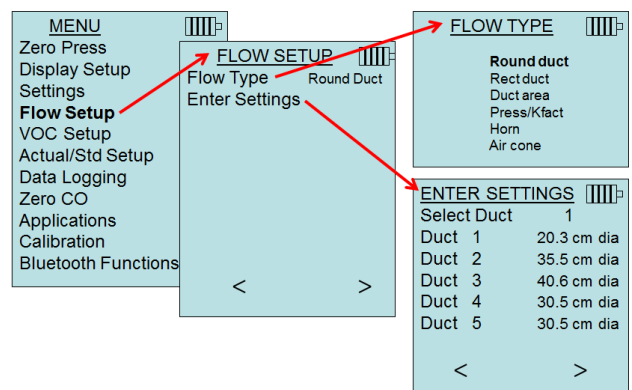 MENU
Zero Press
Display Setup
Settings
Flow Setup
VOC Setup
Actual/Std Setup
Data Logging
Zero CO
Applications
Calibration
Bluetooth Functions
FLOW SETUP
Flow Type Round Duct
Enter Settings
< >
FLOW TYPE
Round duct
Rect duct
Duct area
Press/Kfact
Horn
Air cone
ENTER SETTINGS
Select Duct 1
Duct 1 20.3 cm dia
Duct 2 35.5 cm dia
Duct 3 40.6 cm dia
Duct 4 30.5 cm dia
Duct 5 30.5 cm dia
< >